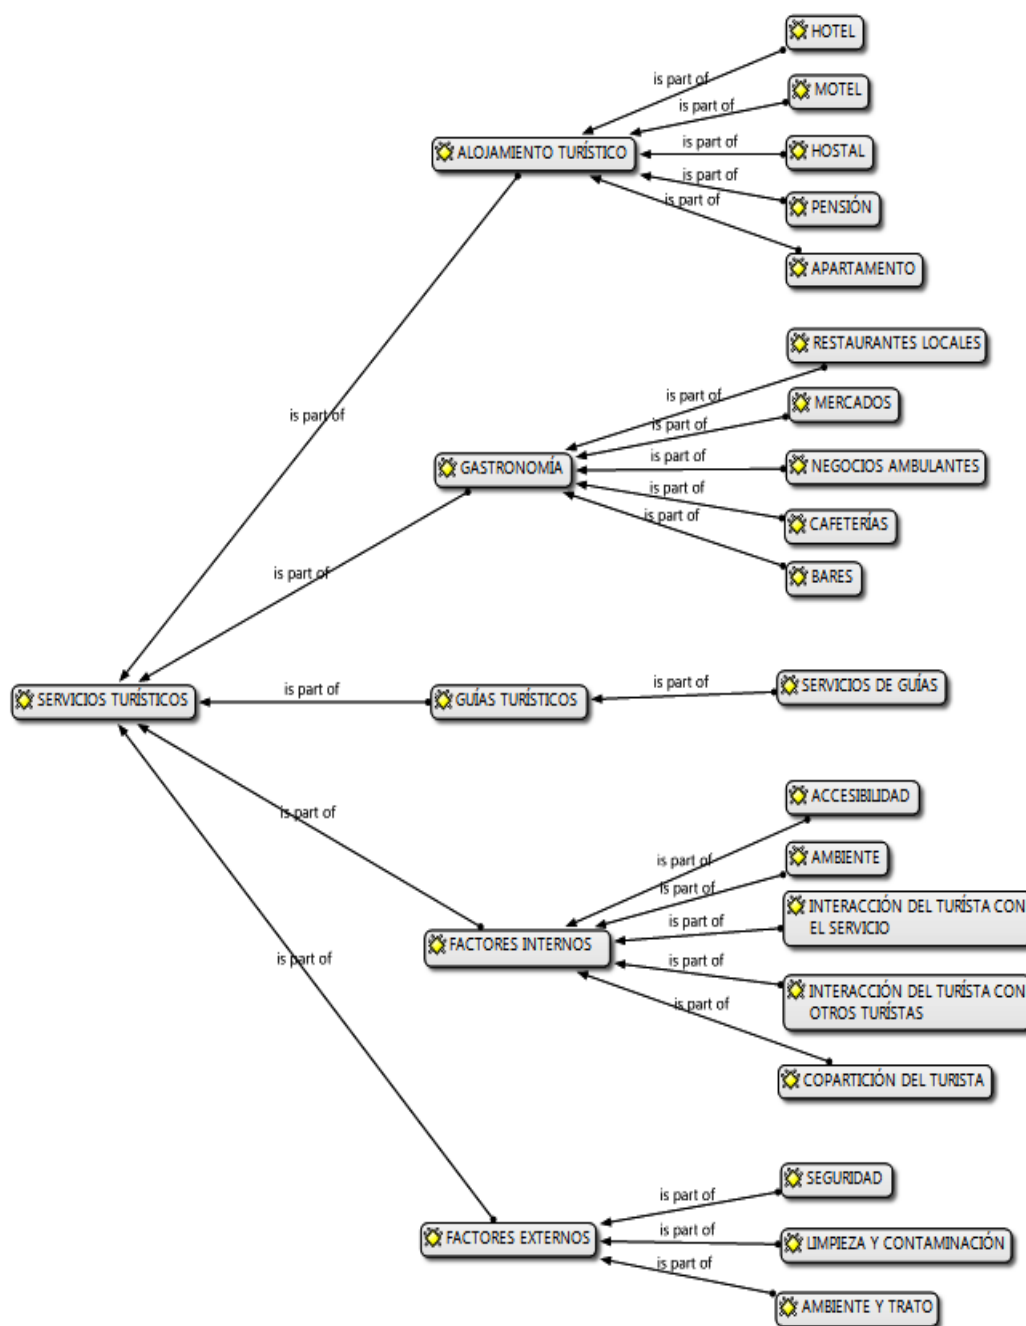 HOTEL
is part of
MOTEL
is part of
ALOJAMIENTO TURÍSTICO
is part of
HOSTAL
is part of
PENSIÓN
is part of
APARTAMENTO
RESTAURANTES LOCALES
is part of
MERCADOS
is part of
is part of
GASTRONOMÍA
is part of
NEGOCIOS AMBULANTES
is part of
CAFETERÍAS
is part of
BARES
is part of
SERVICIOS TURÍSTICOS
is part of
GUÍAS TURÍSTICOS
is part of
SERVICIOS DE GUÍAS
ACCESIBILIDAD
is part of
is part of
AMBIENTE
is part of
INTERACCIÓN DEL TURÍSTA CON
EL SERVICIO
is part of
FACTORES INTERNOS
is part of
is part of
INTERACCIÓN DEL TURÍSTA CON
OTROS TURÍSTAS
is part of
COPARTICIÓN DEL TURISTA
SEGURIDAD
is part of
FACTORES EXTERNOS
is part of
LIMPIEZA Y CONTAMINACIÓN
is part of
AMBIENTE Y TRATO